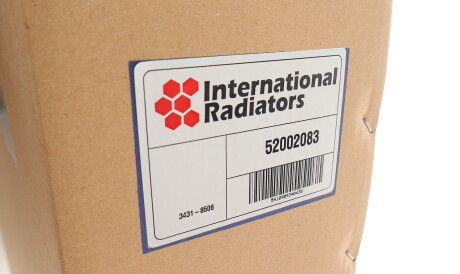 International
Radiators
52002083
3431-8506